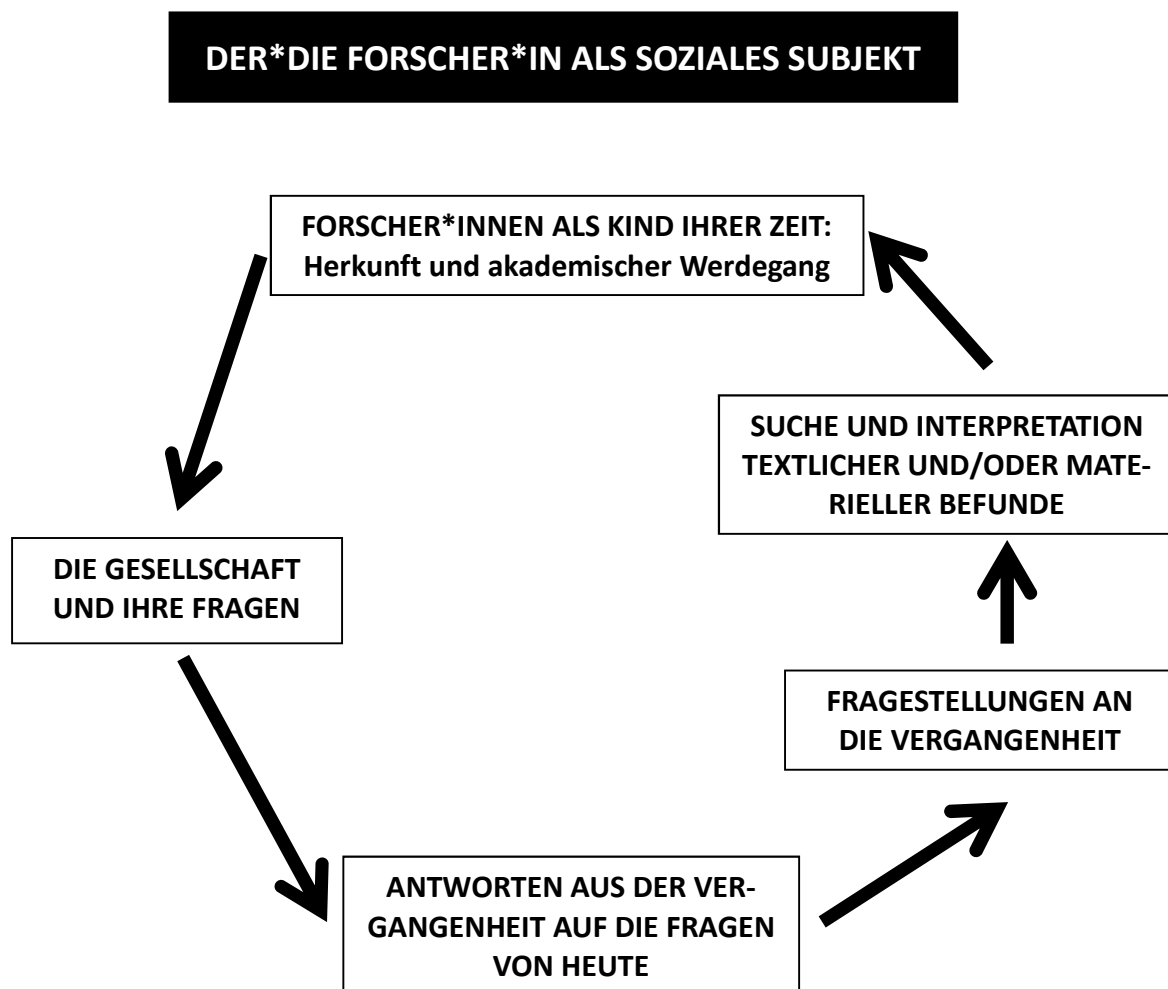 DER*DIE FORSCHER*IN ALS SOZIALES SUBJEKT
FORSCHER*INNEN ALS KIND IHRER ZEIT:
Herkunft und akademischer Werdegang
SUCHE UND INTERPRETATION
TEXTLICHER UND/ODER MATE-
RIELLER BEFUNDE
DIE GESELLSCHAFT
UND IHRE FRAGEN
FRAGESTELLUNGEN AN
DIE VERGANGENHEIT
ANTWORTEN AUS DER VER-
GANGENHEIT AUF DIE FRAGEN
VON HEUTE